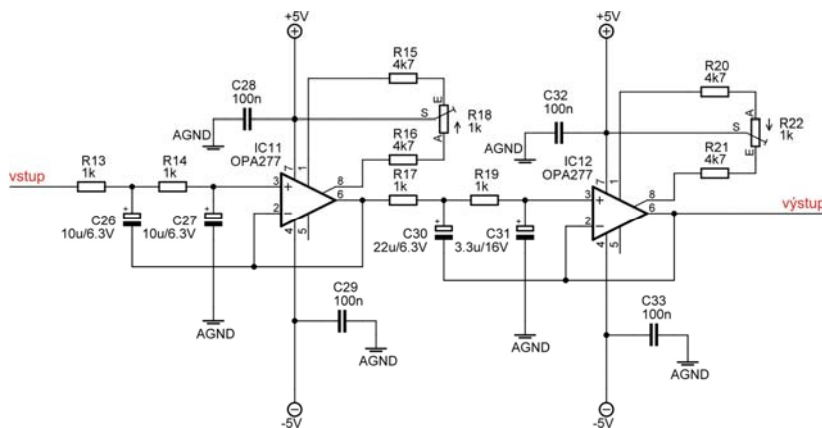 +5V
+5V
R15
4k7
R20
4k7
C28
100n
E
S
R18
1k
C32
100n
A
S
R22
1k
R16
4k7
A
R21
4k7
E
AGND
IC11
OPA277
AGND
IC12
OPA277
7
1
8
7
1
8
vstup
R13
1k
R14
1k
3
+
6
R17
1k
R19
1k
3
+
6
výstup
2
−
2
−
+
C26
10u/6.3V
+
C27
10u/6.3V
4
5
+
C30
22u/6.3V
+
C31
3.3u/16V
4
5
AGND
C29
100n
AGND
AGND
C33
100n
AGND
-5V
-5V